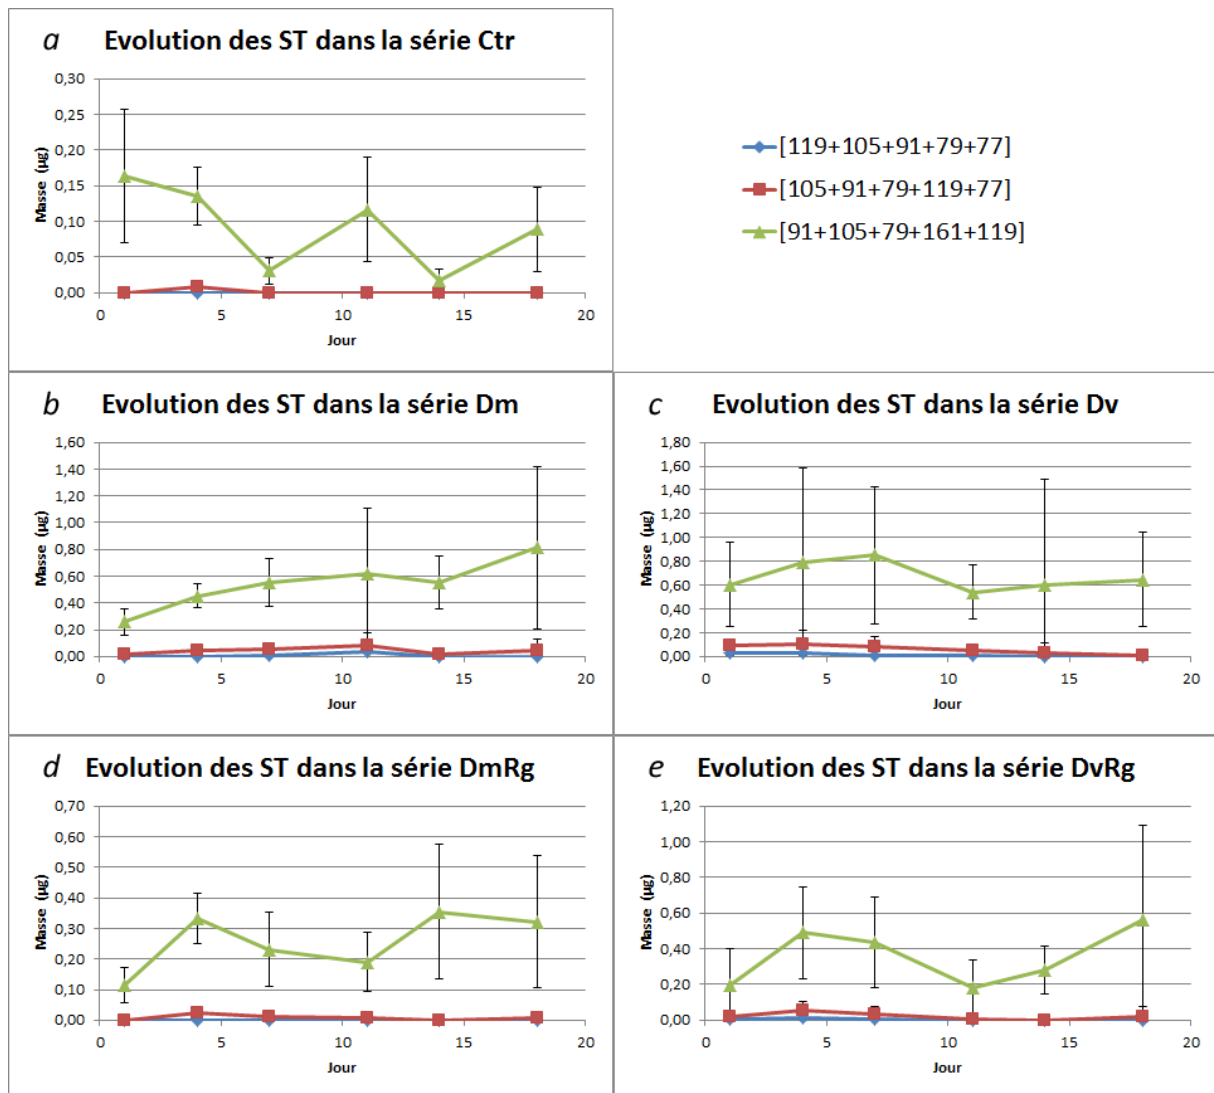 a Evolution des ST dans la série Ctr
0,30
0,25
0,20
0,15
0,10
0,05
0,00
Masse (µg)
0 5 10 15 20
Jour
[119+105+91+79+77]
[105+91+79+119+77]
[91+105+79+161+119]
b Evolution des ST dans la série Dm
1,60
1,40
1,20
1,00
0,80
0,60
0,40
0,20
0,00
Masse (µg)
0 5 10 15 20
Jour
c Evolution des ST dans la série Dv
1,80
1,60
1,40
1,20
1,00
0,80
0,60
0,40
0,20
0,00
Masse (µg)
0 5 10 15 20
Jour
d Evolution des ST dans la série DmRg
0,70
0,60
0,50
0,40
0,30
0,20
0,10
0,00
Masse (µg)
0 5 10 15 20
Jour
e Evolution des ST dans la série DvRg
1,20
1,00
0,80
0,60
0,40
0,20
0,00
Masse (µg)
0 5 10 15 20
Jour